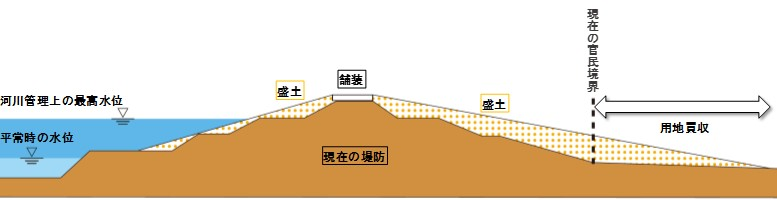 現在の官民境界
舗装
盛土
盛土
河川管理上の最高水位
用地買収
平常時の水位
現在の堤防